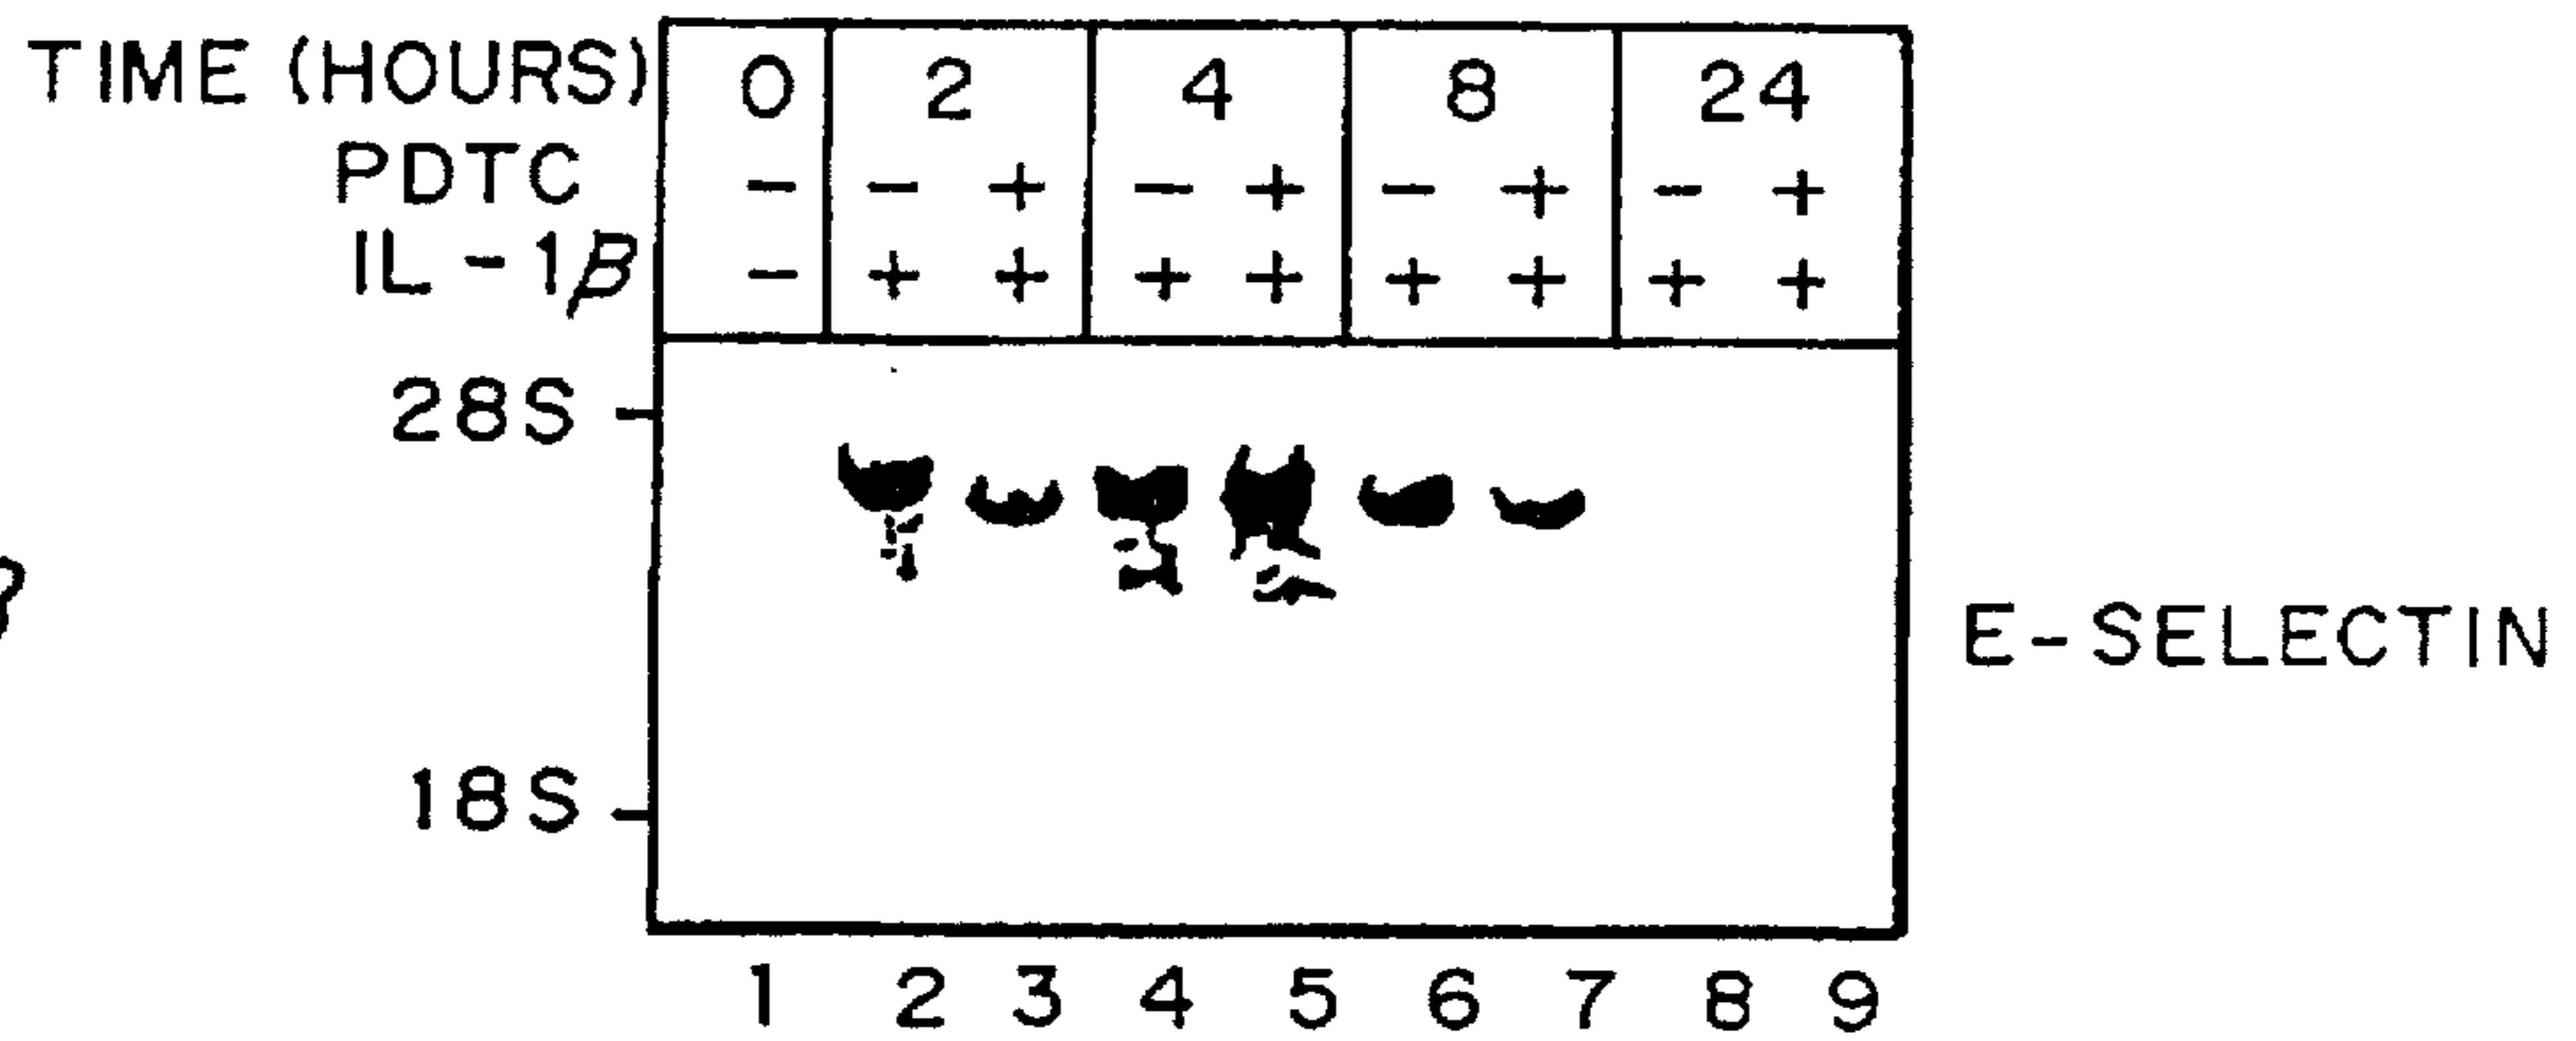 TIME (HOURS) 0 2 4 8 24
PDTC - - + - + - + - +
IL-1β - + + + + + + + +
28S
E-SELECTIN
18S
1 2 3 4 5 6 7 8 9